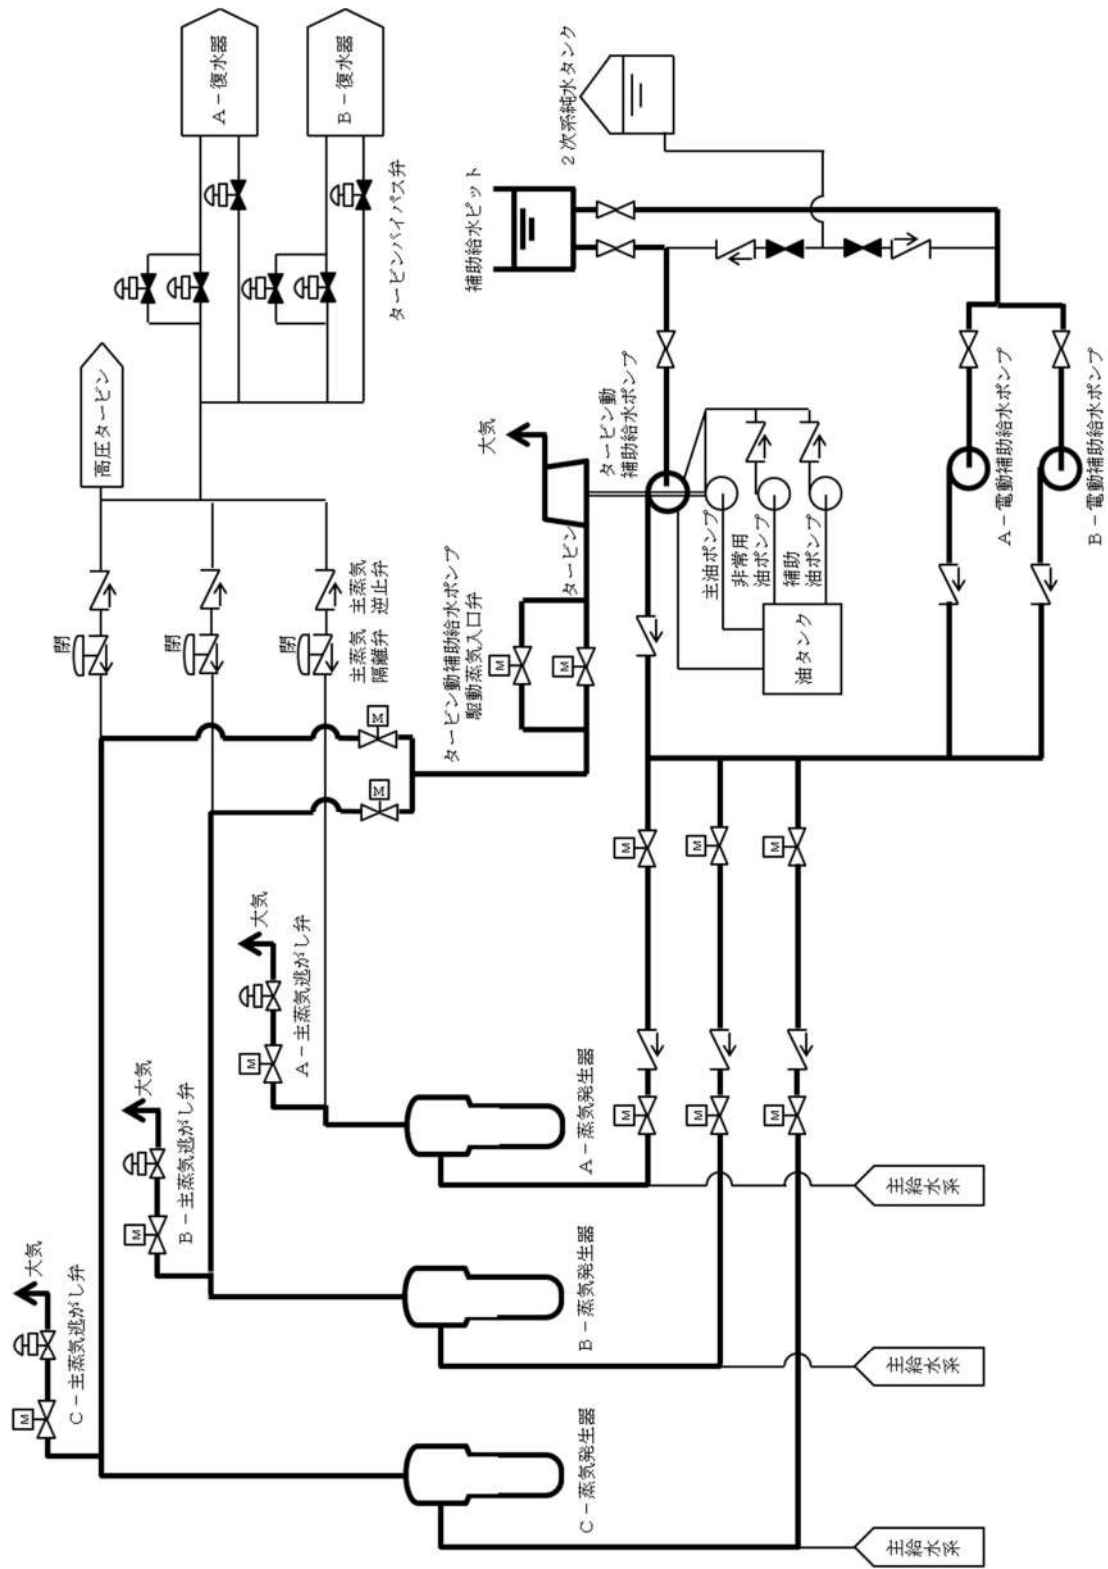 A－復水器
B－復水器
タービンバイパス弁
高圧タービン
2次系純水タンク
補助給水ピット
大気
タービン動
補助給水ポンプ
タービン
タービン動補助給水ポンプ
駆動蒸気入口弁
主油ポンプ
非常用
油ポンプ
補助
油ポンプ
油タンク
A－電動補助給水ポンプ
B－電動補助給水ポンプ
閉
閉
閉
主蒸気
逆止弁
主蒸気
隔離弁
M
M
M
M
M
M
M
大気
A－主蒸気逃がし弁
M
大気
B－主蒸気逃がし弁
M
大気
C－主蒸気逃がし弁
M
A－蒸気発生器
B－蒸気発生器
C－蒸気発生器
M
M
M
主給水系
主給水系
主給水系